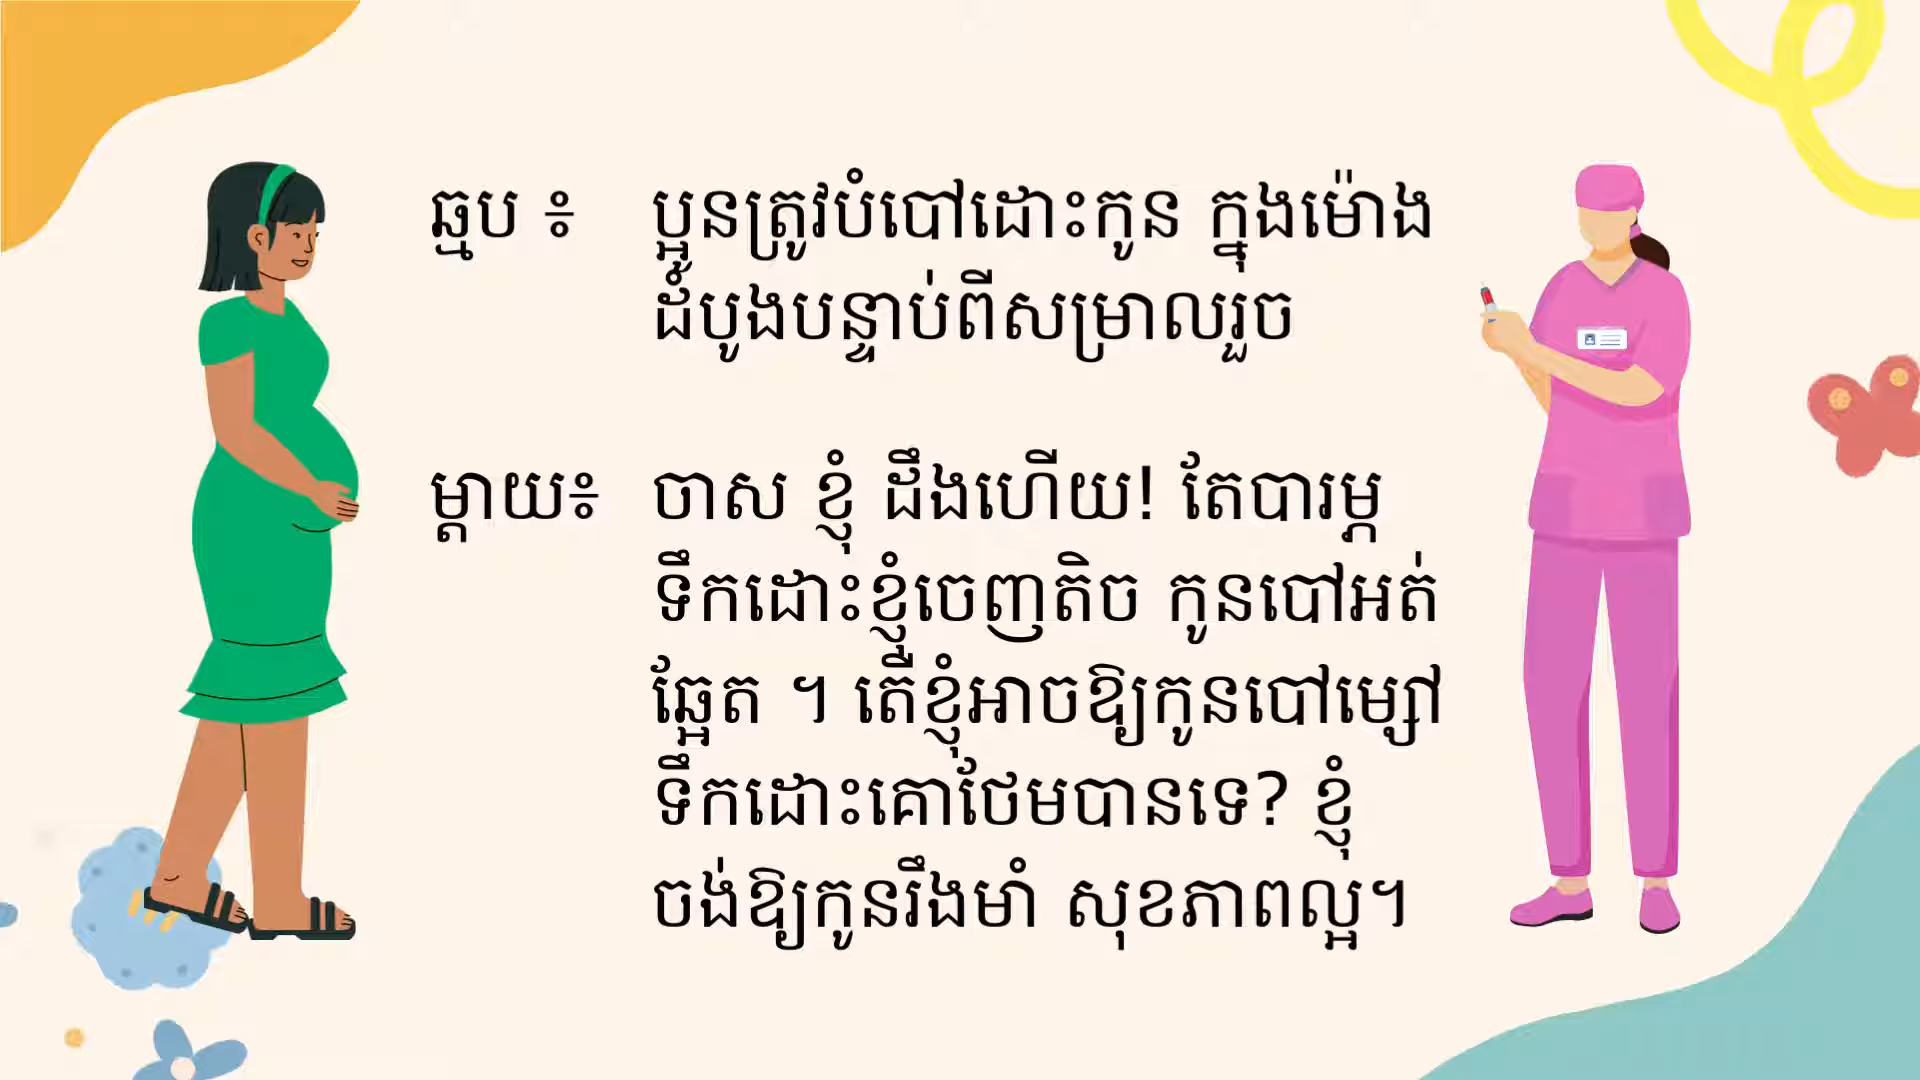 ឆ្មប ៖ ប្អូនត្រូវបំបៅដោះកូន ក្នុងម៉ោង
ដំបូងបន្ទាប់ពីសម្រាលរួច
ម្តាយ៖ ចាស ខ្ញុំ ដឹងហើយ! តែបារម្ភ
ទឹកដោះខ្ញុំចេញតិច កូនបៅអត់
ឆ្អែត ។ តើខ្ញុំអាចឱ្យកូនបៅម្សៅ
ទឹកដោះគោថែមបានទេ? ខ្ញុំ
ចង់ឱ្យកូនរឹងមាំ សុខភាពល្អ។